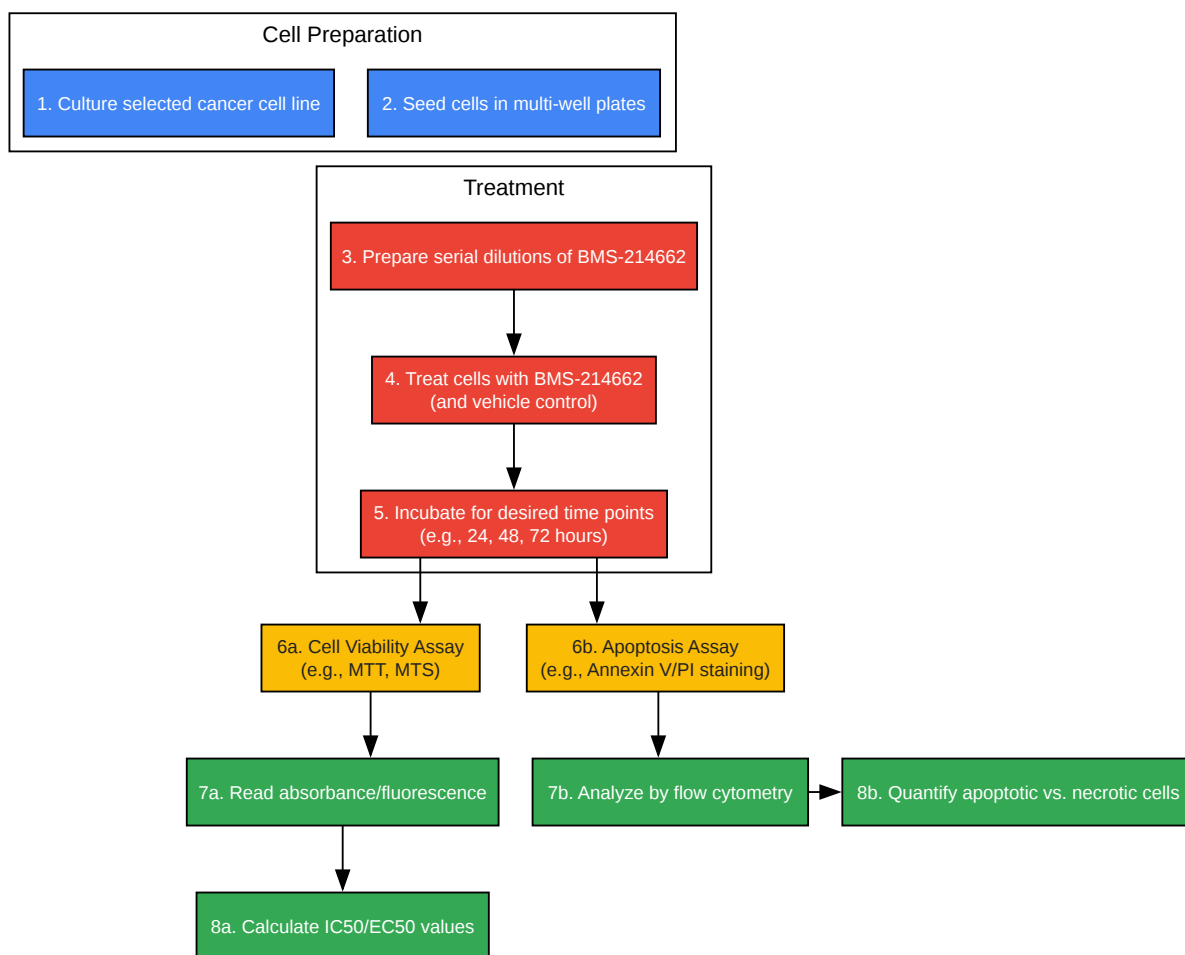 Cell Preparation
1. Culture selected cancer cell line
2. Seed cells in multi-well plates
Treatment
3. Prepare serial dilutions of BMS-214662
4. Treat cells with BMS-214662
(and vehicle control)
5. Incubate for desired time points
(e.g., 24, 48, 72 hours)
6a. Cell Viability Assay
(e.g., MTT, MTS)
6b. Apoptosis Assay
(e.g., Annexin V/PI staining)
7a. Read absorbance/fluorescence
7b. Analyze by flow cytometry
8b. Quantify apoptotic vs. necrotic cells
8a. Calculate IC50/EC50 values